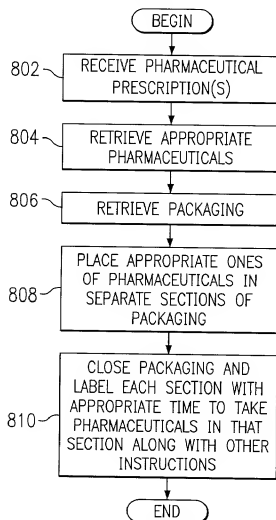 BEGIN
802
RECEIVE PHARMACEUTICAL
PRESCRIPTION(S)
804
RETRIEVE APPROPRIATE
PHARMACEUTICALS
806
RETRIEVE PACKAGING
808
PLACE APPROPRIATE ONES
OF PHARMACEUTICALS IN
SEPARATE SECTIONS OF
PACKAGING
810
CLOSE PACKAGING AND
LABEL EACH SECTION WITH
APPROPRIATE TIME TO TAKE
PHARMACEUTICALS IN THAT
SECTION ALONG WITH OTHER
INSTRUCTIONS
END